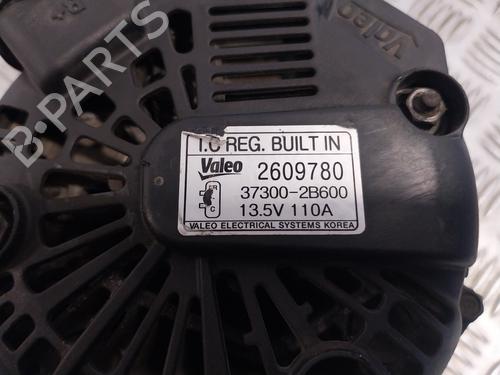 B+
Valeo
B-PARTS
I.C REG. BUILT IN
Valeo 2609780
37300-2B600
C 13.5V 110A
VALEO ELECTRICAL SYSTEMS KOREA